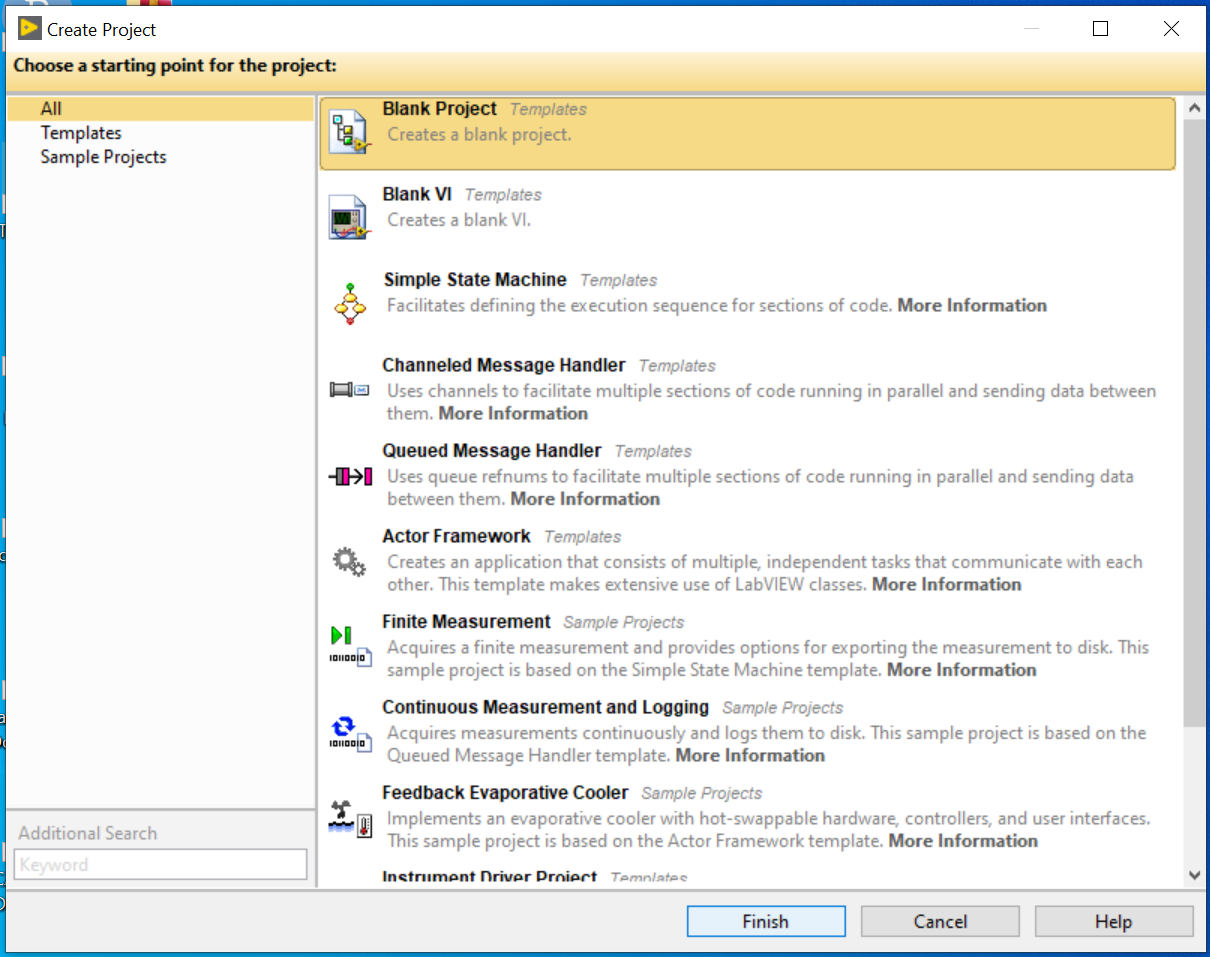 Create Project
Choose a starting point for the project:
All
Templates
Sample Projects
Blank Project Templates
Creates a blank project.
Blank VI Templates
Creates a blank VI.
Simple State Machine Templates
Facilitates defining the execution sequence for sections of code. More Information
Channeled Message Handler Templates
Uses channels to facilitate multiple sections of code running in parallel and sending data between
them. More Information
Queued Message Handler Templates
Uses queue refnums to facilitate multiple sections of code running in parallel and sending data
between them. More Information
Actor Framework Templates
Creates an application that consists of multiple, independent tasks that communicate with each
other. This template makes extensive use of LabVIEW classes. More Information
Finite Measurement Sample Projects
Acquires a finite measurement and provides options for exporting the measurement to disk. This
sample project is based on the Simple State Machine template. More Information
Continuous Measurement and Logging Sample Projects
Acquires measurements continuously and logs them to disk. This sample project is based on the
Queued Message Handler template. More Information
Feedback Evaporative Cooler Sample Projects
Implements an evaporative cooler with hot-swappable hardware, controllers, and user interfaces.
This sample project is based on the Actor Framework template. More Information
Instrument Driver Project Templates
Additional Search
Keyword
Finish
Cancel
Help